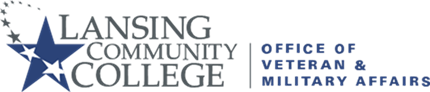 LANSING
COMMUNITY
COLLEGE
OFFICE OF
VETERAN &
MILITARY AFFAIRS